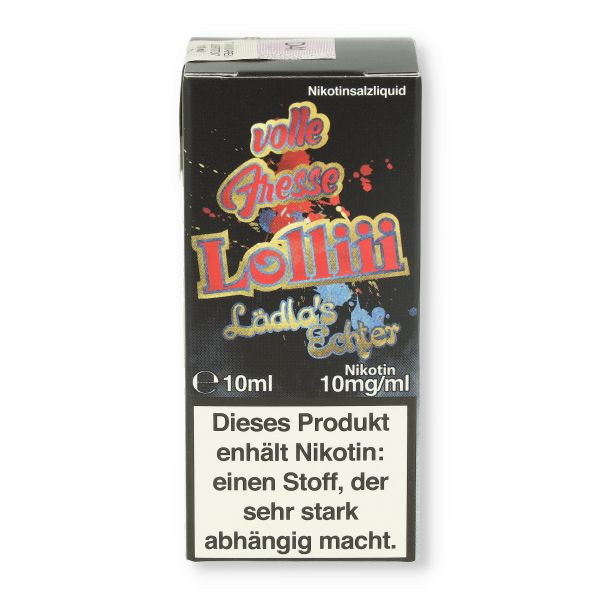 Nikotinsalzliquid
volle
Fresse
Lolliii
Lädla's
Echter
Nikotin
℮10ml 10mg/ml
Dieses Produkt
enhält Nikotin:
einen Stoff, der
sehr stark
abhängig macht.